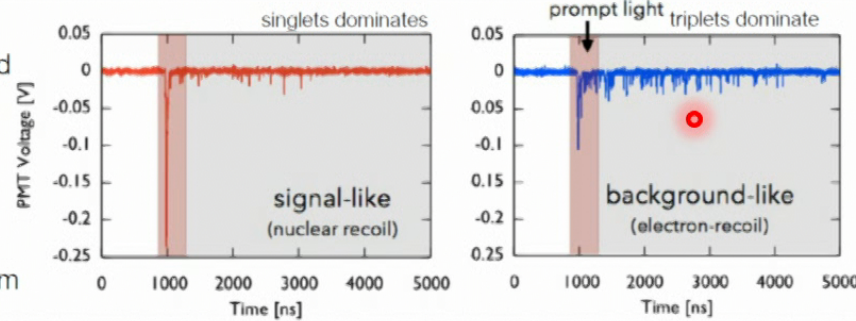 singlets dominates
0.05
0
-0.05
-0.1
-0.15
-0.2
-0.25
PMT Voltage [V]
signal-like
(nuclear recoil)
0 1000 2000 3000 4000 5000
Time [ns]
prompt light
triplets dominate
0.05
0
0.05
-0.1
0.15
-0.2
0.25
background-like
(electron-recoil)
0 1000 2000 3000 4000 5000
Time [ns]
d
m